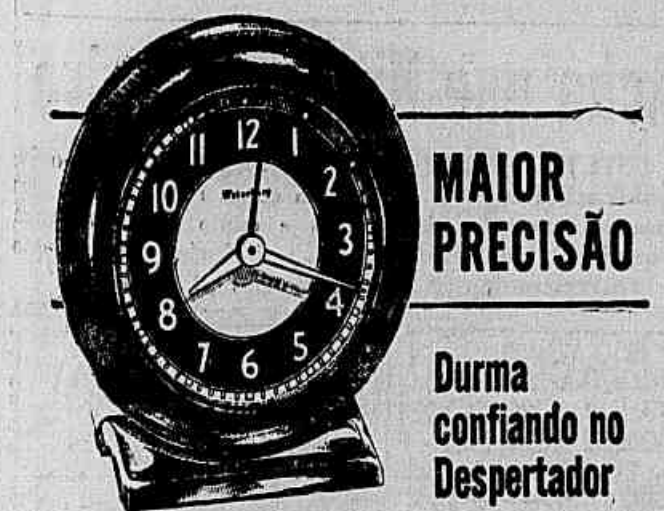 12
11 1
10 2
9 3
8 4
7 5
6
MAIOR
PRECISÃO
Durma
confiando no
Despertador